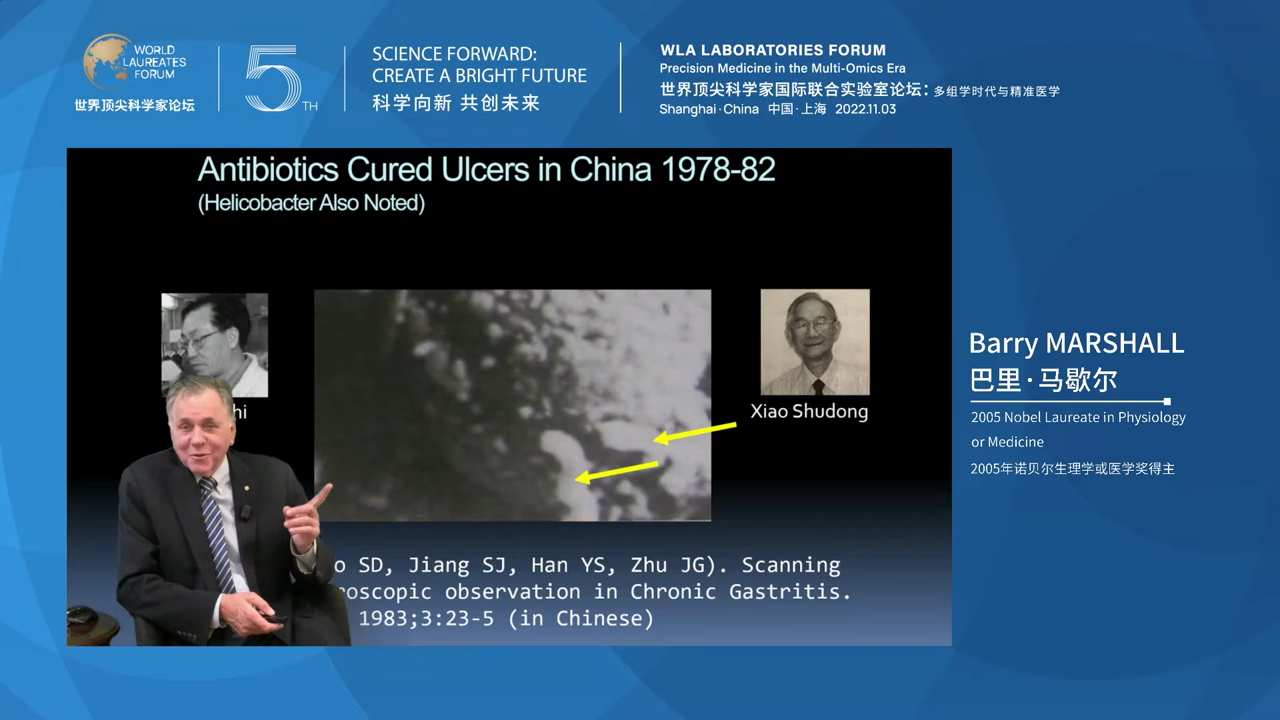 WORLD
LAUREATES
FORUM
世界顶尖科学家论坛
5TH
SCIENCE FORWARD:
CREATE A BRIGHT FUTURE
科学向新 共创未来
WLA LABORATORIES FORUM
Precision Medicine in the Multi-Omics Era
世界顶尖科学家国际联合实验室论坛：多组学时代与精准医学
Shanghai·China 中国·上海 2022.11.03
Antibiotics Cured Ulcers in China 1978-82
(Helicobacter Also Noted)
Xiao Shudong
SD, Jiang SJ, Han YS, Zhu JG). Scanning
observation in Chronic Gastritis.
1983;3:23-5 (in Chinese)
Barry MARSHALL
巴里·马歇尔
2005 Nobel Laureate in Physiology
or Medicine
2005年诺贝尔生理学或医学奖得主